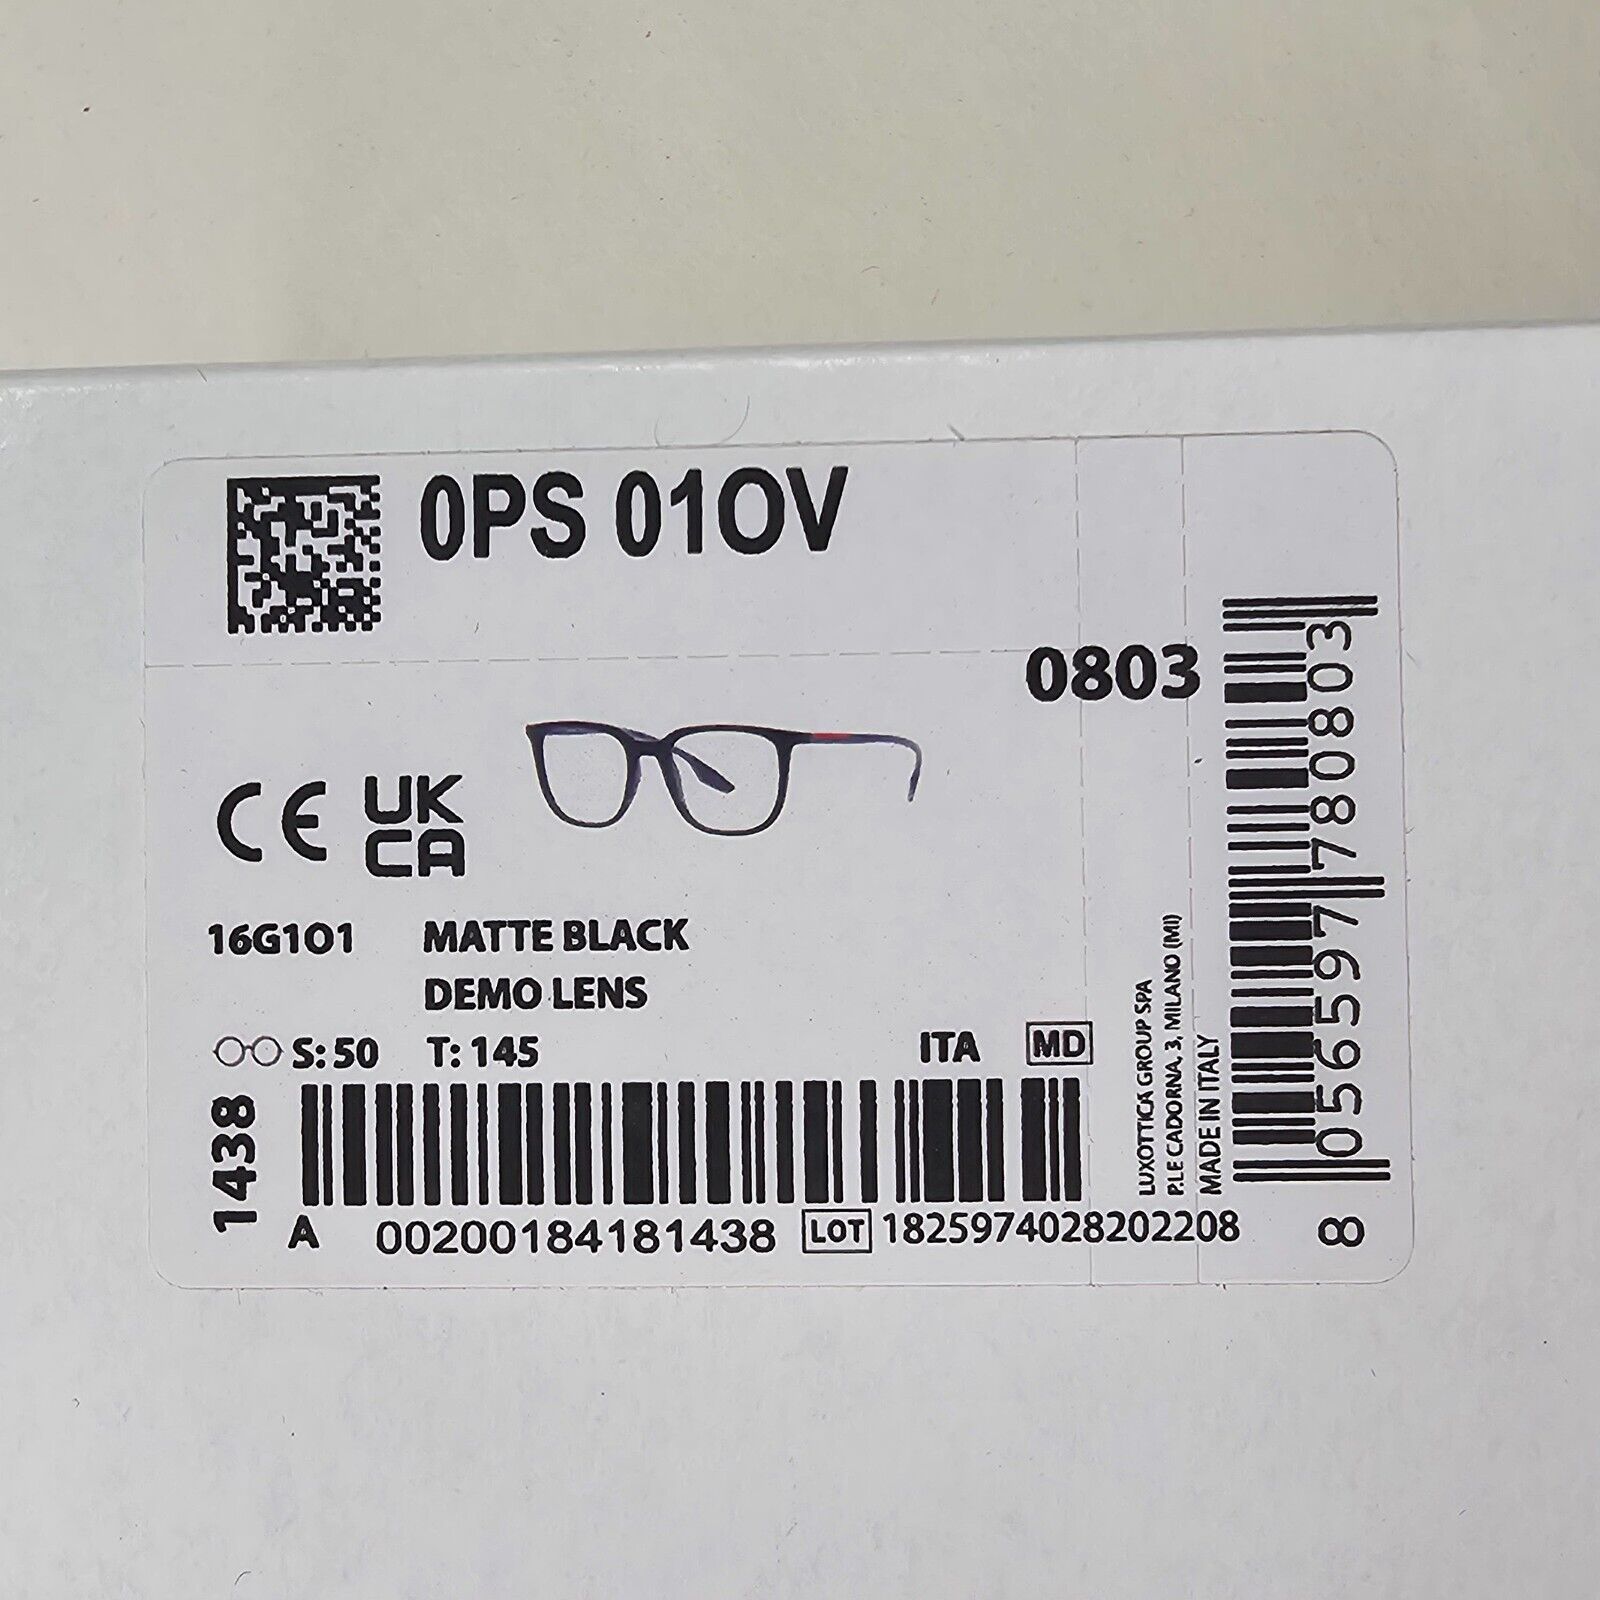 0PS 01OV
0803
CE UK
CA
16G1O1 MATTE BLACK
DEMO LENS
S: 50 T: 145 ITA MD
1438
A 00200184181438 LOT 1825974028202208
LUXOTTICA GROUP SPA
P.LE CADORNA, 3, MILANO (MI)
MADE IN ITALY
8 056597 780803